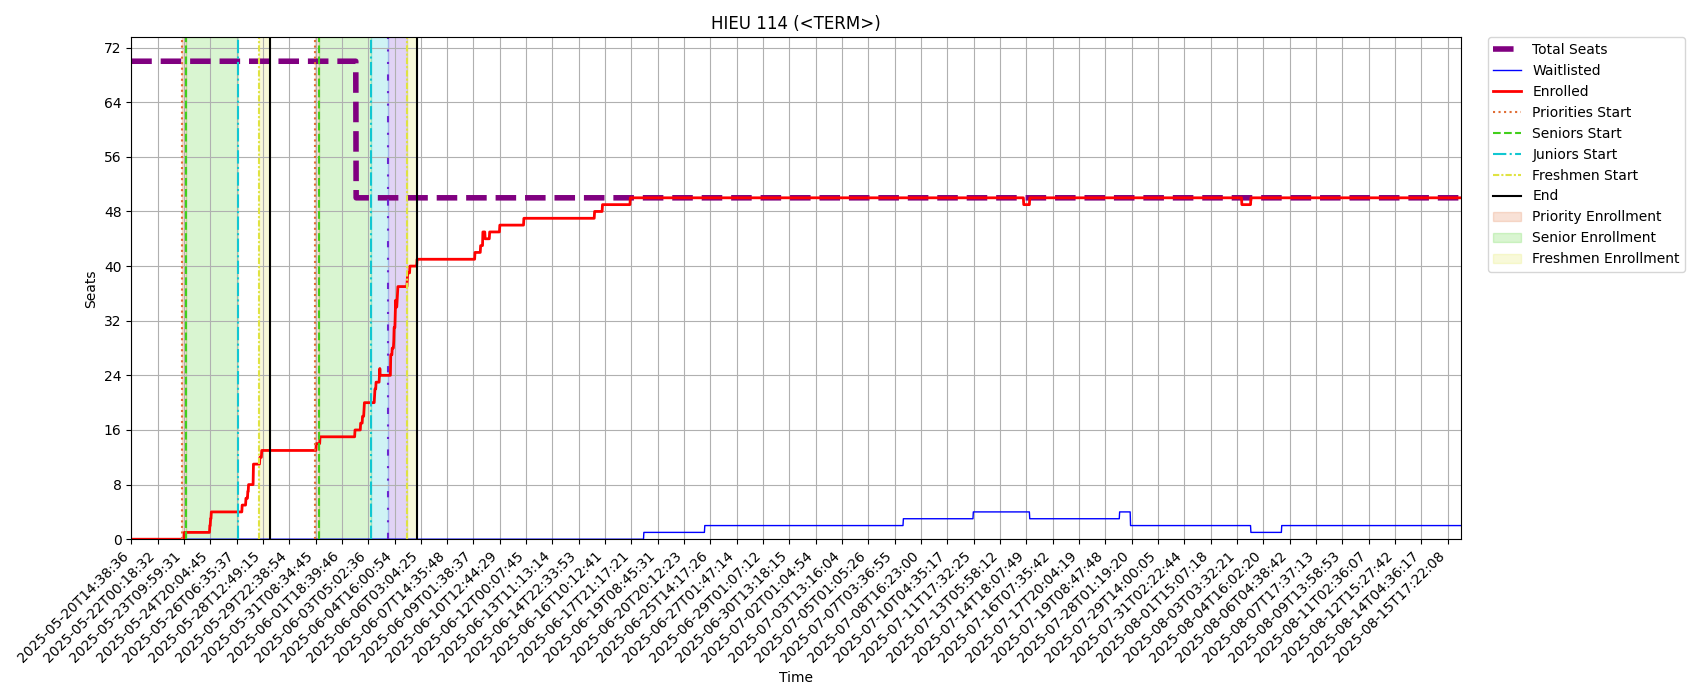 HIEU 114 (<TERM>)
72
64
56
48
40
32
24
16
8
0
Seats
2025-05-20T14:38:36
2025-05-22T00:18:32
2025-05-23T09:59:31
2025-05-24T20:04:45
2025-05-26T06:35:37
2025-05-28T12:49:15
2025-05-29T22:38:54
2025-05-31T08:34:45
2025-06-01T18:39:46
2025-06-03T05:02:36
2025-06-04T16:00:54
2025-06-06T03:04:25
2025-06-07T14:35:48
2025-06-10T01:38:37
2025-06-10T12:44:29
2025-06-12T00:07:45
2025-06-13T11:13:14
2025-06-14T22:33:53
2025-06-16T10:12:41
2025-06-17T21:17:21
2025-06-19T08:45:31
2025-06-20T20:12:23
2025-06-25T14:17:26
2025-06-27T01:47:14
2025-06-29T01:07:12
2025-06-30T13:18:15
2025-07-02T01:04:54
2025-07-03T13:16:04
2025-07-05T01:05:26
2025-07-07T03:36:55
2025-07-08T16:23:00
2025-07-10T04:35:17
2025-07-11T17:32:25
2025-07-13T05:58:12
2025-07-14T18:07:49
2025-07-16T07:35:42
2025-07-17T20:04:19
2025-07-19T08:47:48
2025-07-28T01:19:20
2025-07-29T14:00:05
2025-07-31T02:22:44
2025-08-01T15:07:18
2025-08-03T03:32:21
2025-08-04T16:02:20
2025-08-06T04:38:42
2025-08-07T17:37:13
2025-08-09T13:58:53
2025-08-11T02:36:07
2025-08-12T15:27:42
2025-08-14T04:36:17
2025-08-15T17:22:08
Time
Total Seats
Waitlisted
Enrolled
Priorities Start
Seniors Start
Juniors Start
Freshmen Start
End
Priority Enrollment
Senior Enrollment
Freshmen Enrollment